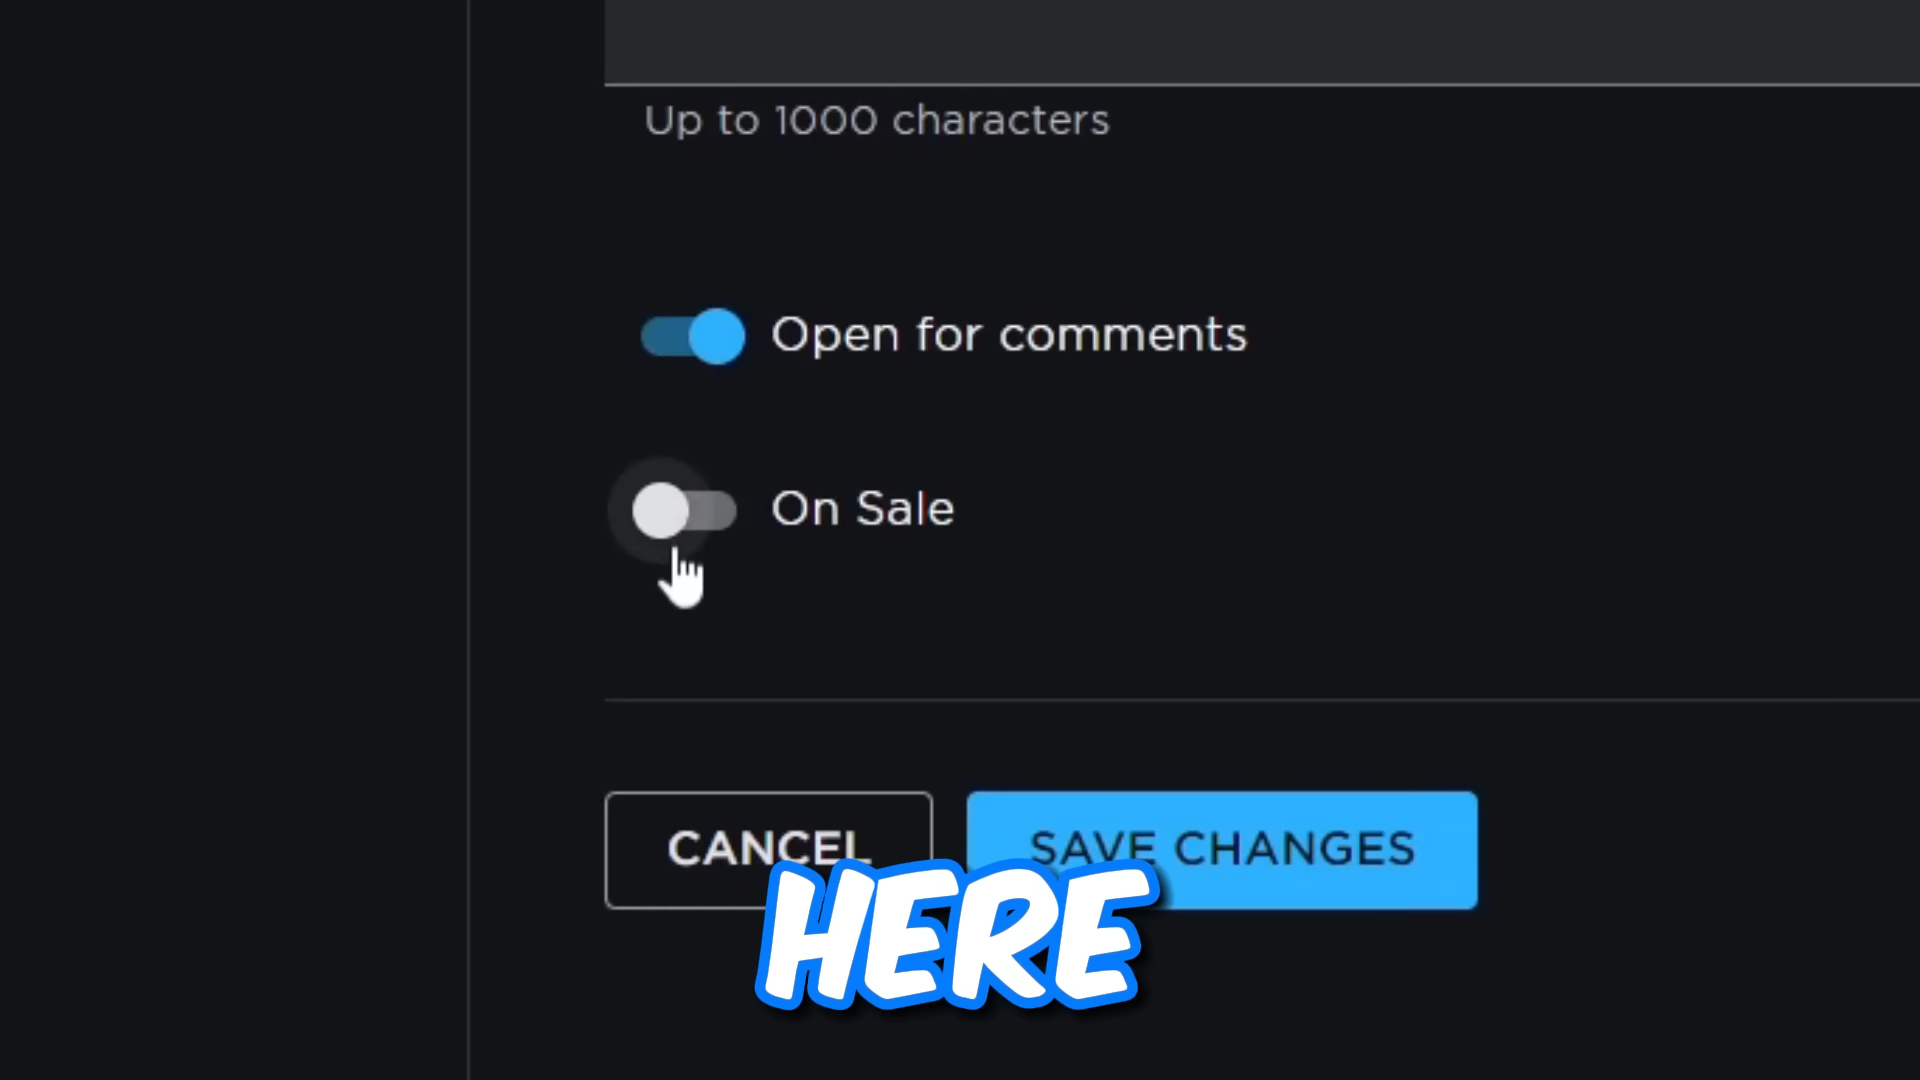 Up to 1000 characters
Open for comments
On Sale
CANCEL
SAVE CHANGES
HERE